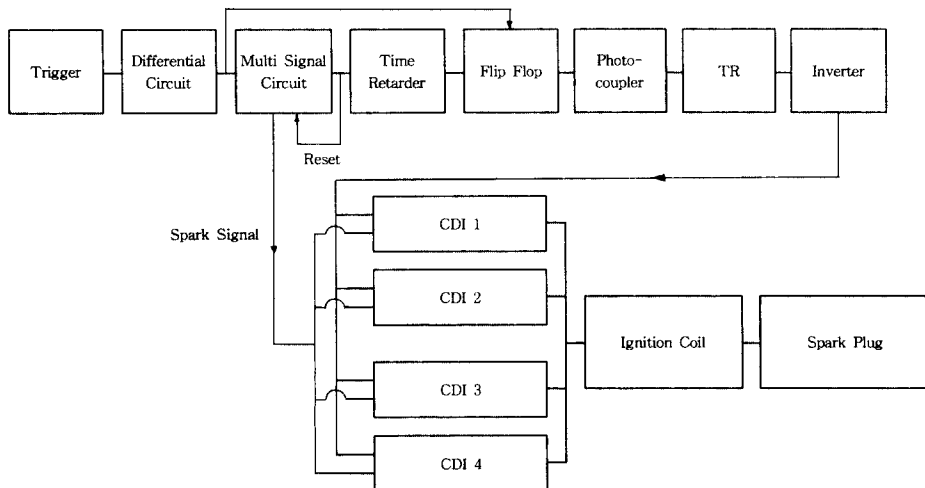 Trigger
Differential
Circuit
Multi Signal
Circuit
Time
Retarder
Flip Flop
Photo-
coupler
TR
Inverter
Reset
Spark Signal
CDI 1
CDI 2
CDI 3
CDI 4
Ignition Coil
Spark Plug